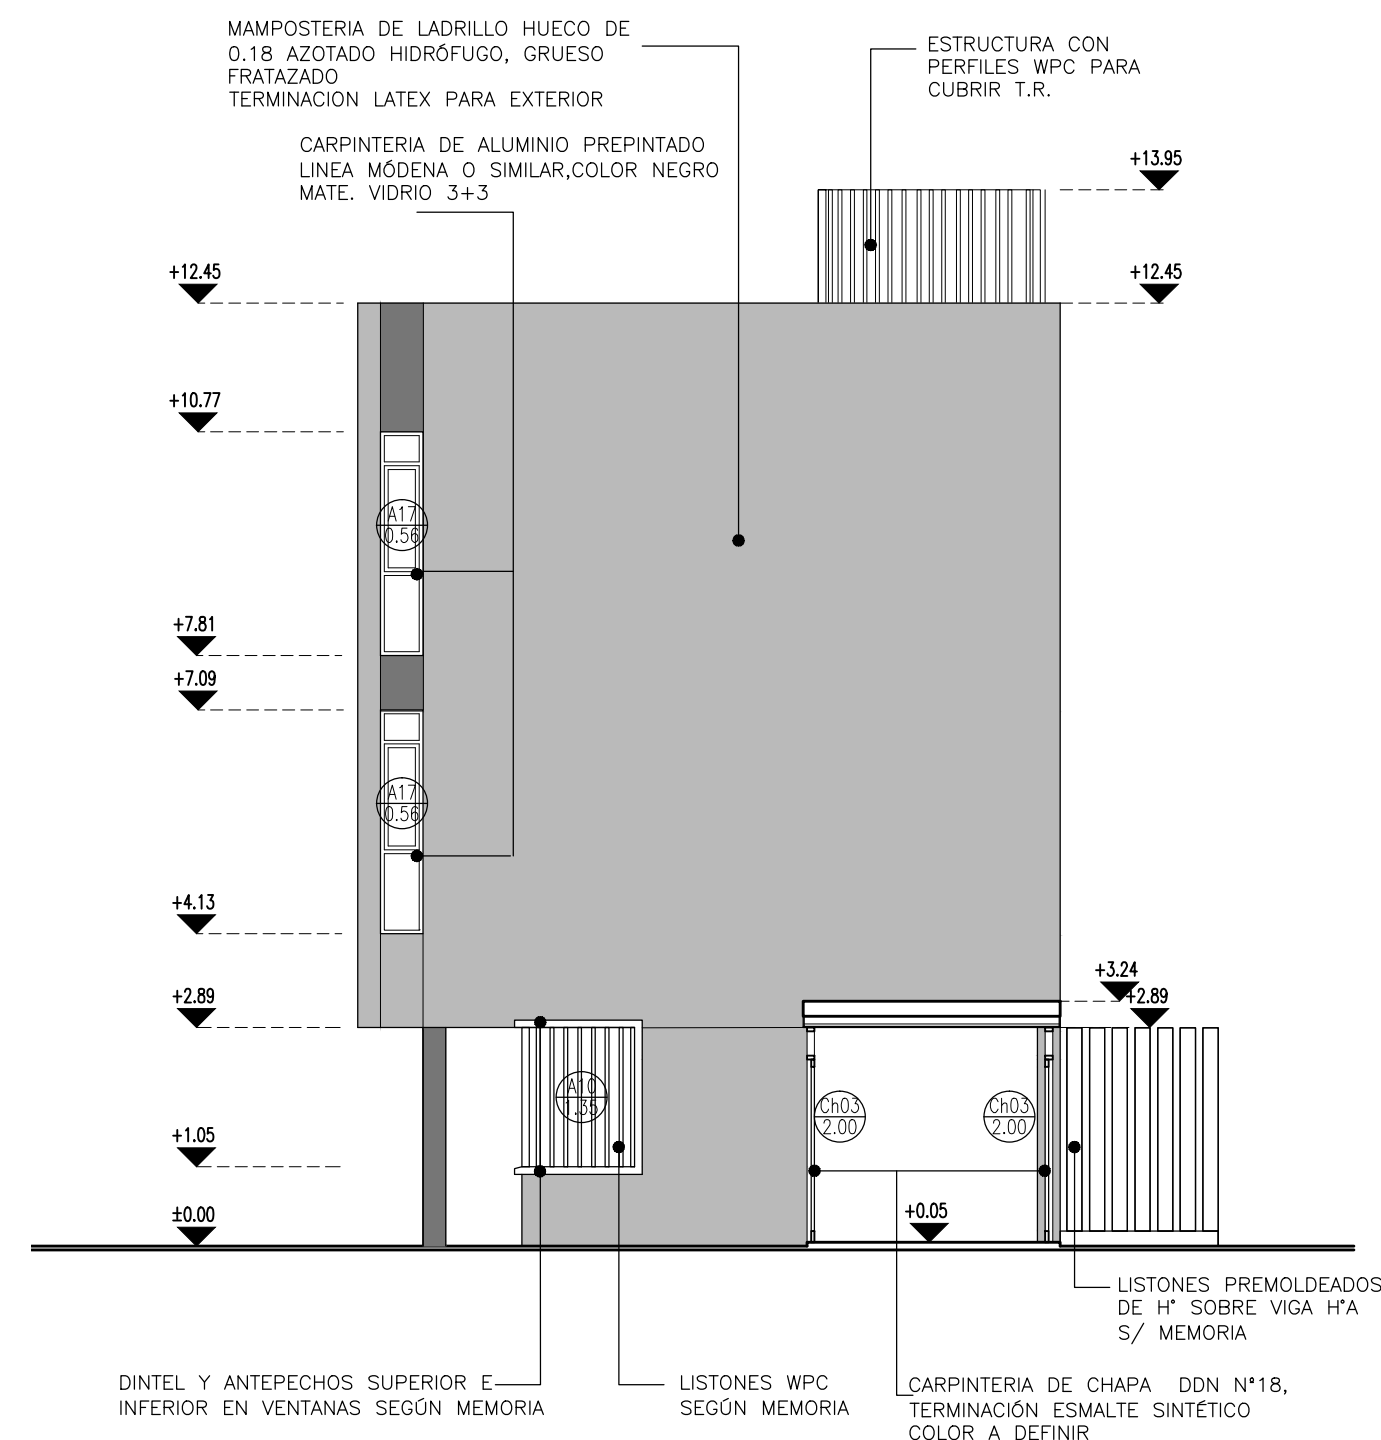 MAMPOSTERIA DE LADRILLO HUECO DE
0.18 AZOTADO HIDRÓFUGO, GRUESO
FRATAZADO
TERMINACION LATEX PARA EXTERIOR
ESTRUCTURA CON
PERFILES WPC PARA
CUBRIR T.R.
CARPINTERIA DE ALUMINIO PREPINTADO
LINEA MÓDENA O SIMILAR,COLOR NEGRO
MATE. VIDRIO 3+3
+13.95
+12.45
+12.45
+10.77
A17
0.56
+7.81
+7.09
A17
0.56
+4.13
+3.24
+2.89
+2.89
A10
1.35
Ch03
2.00
Ch03
2.00
+1.05
±0.00
+0.05
LISTONES PREMOLDEADOS
DE H° SOBRE VIGA H°A
S/ MEMORIA
DINTEL Y ANTEPECHOS SUPERIOR E
INFERIOR EN VENTANAS SEGÚN MEMORIA
LISTONES WPC
SEGÚN MEMORIA
CARPINTERIA DE CHAPA DDN N°18,
TERMINACIÓN ESMALTE SINTÉTICO
COLOR A DEFINIR